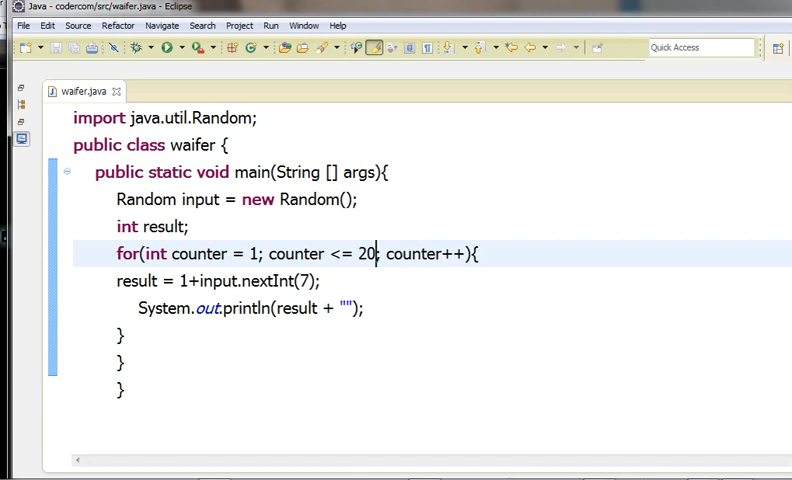 Java - codercom/src/waifer.java - Eclipse
File Edit Source Refactor Navigate Search Project Run Window Help
Quick Access
waifer.java
import java.util.Random;
public class waifer {
public static void main(String [] args){
Random input = new Random();
int result;
for(int counter = 1; counter <= 20; counter++){
result = 1+input.nextInt(7);
System.out.println(result + "");
}
}
}